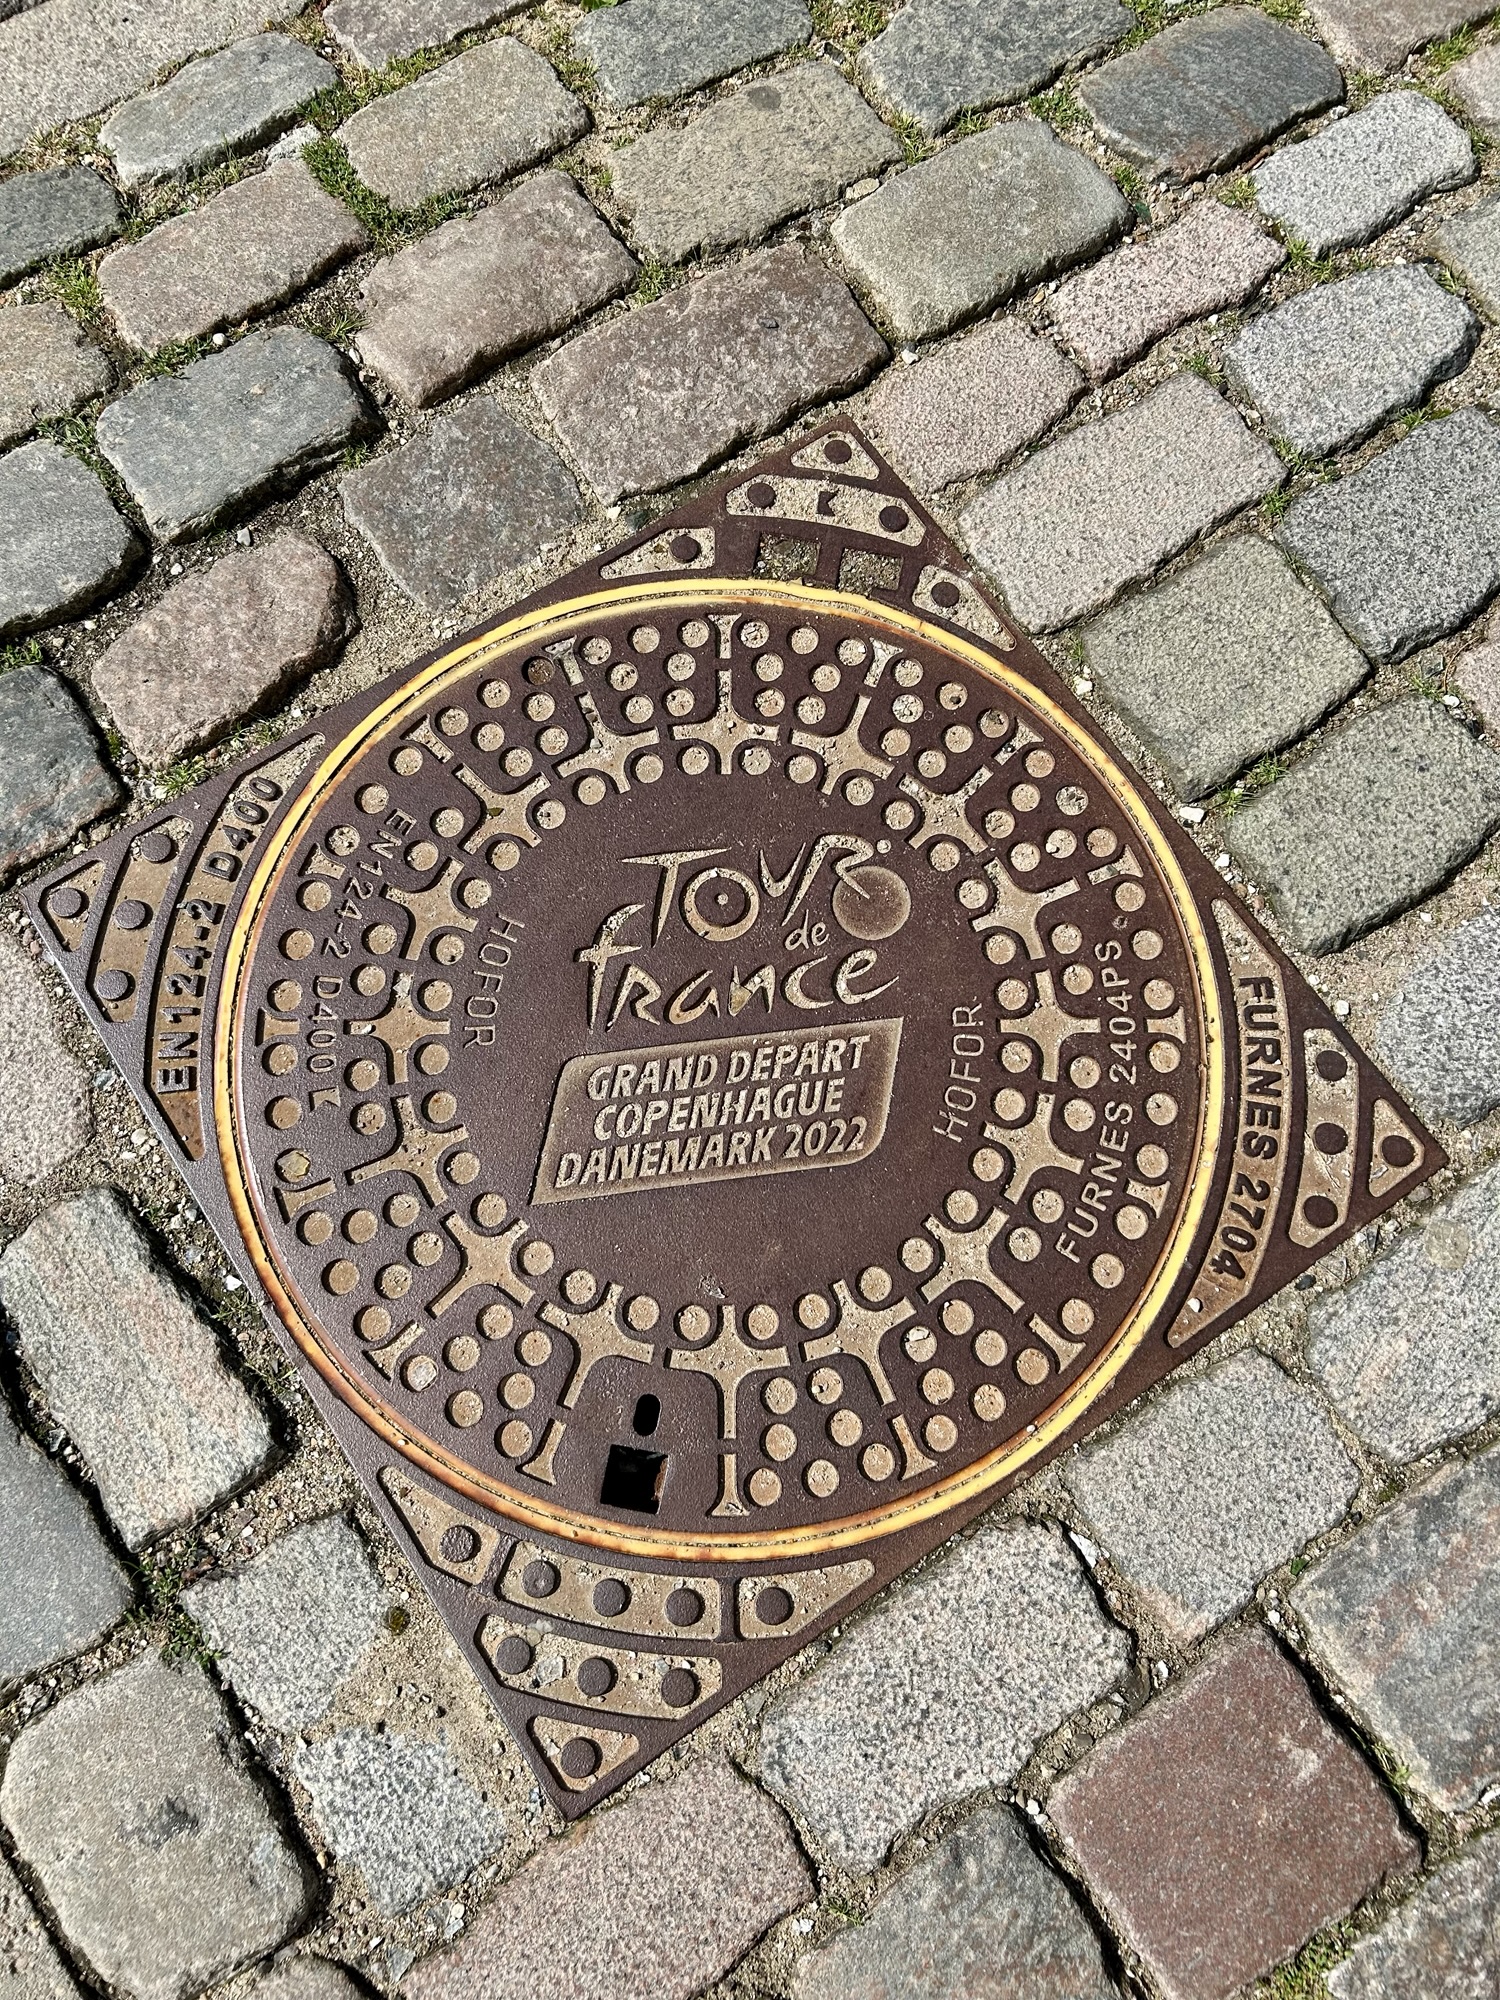 TOUR
de
france
GRAND DÉPART
COPENHAGUE
DANEMARK 2022
HOFOR
HOFOR
EN124-2 D400 K
FURNES 2404PS
EN124-2 D400
FURNES 2704
K